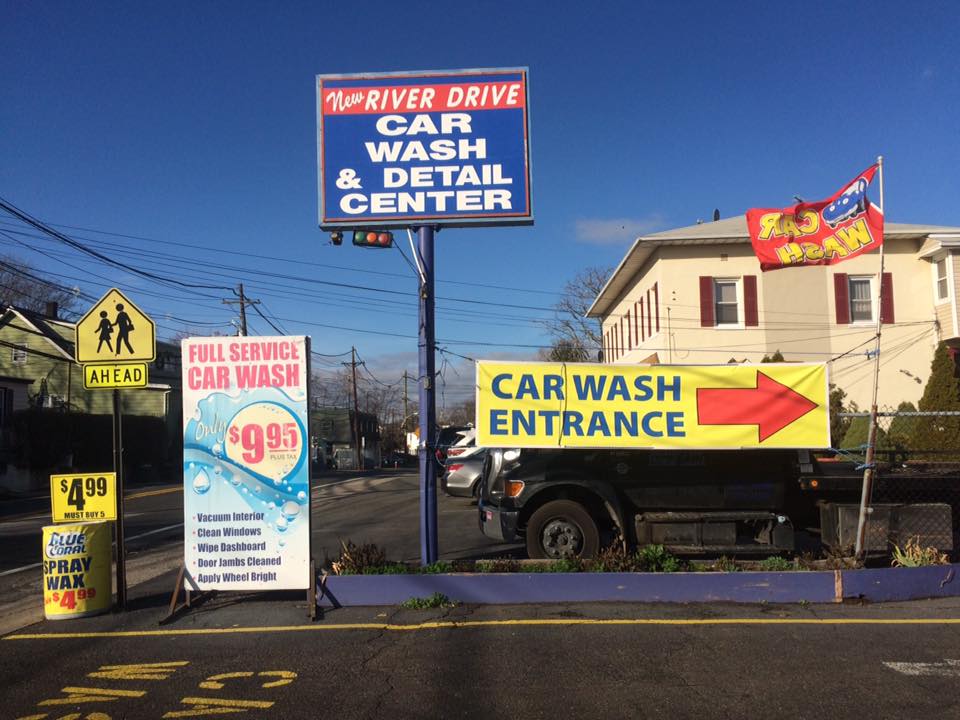 New RIVER DRIVE
CAR
WASH
& DETAIL
CENTER
CAR
WASH
AHEAD
FULL SERVICE
CAR WASH
Only
$9.95
PLUS TAX
• Vacuum Interior
• Clean Windows
• Wipe Dashboard
• Door Jambs Cleaned
• Apply Wheel Bright
CAR WASH
ENTRANCE
$4.99
MUST BUY 5
BLUE
CORAL
SPRAY
WAX
$4.99